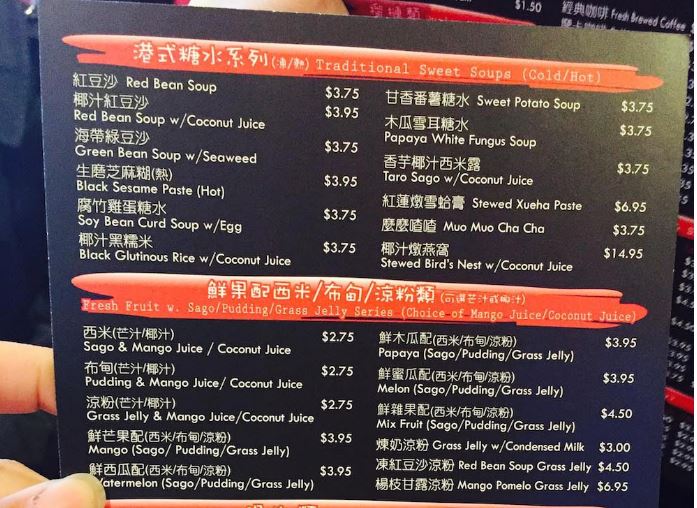 $1.50
經典咖啡 Fresh Brewed Coffee
港式糖水系列(凍/熱) Traditional Sweet Soups (Cold/Hot)
紅豆沙 Red Bean Soup $3.75
椰汁紅豆沙
Red Bean Soup w/Coconut Juice $3.95
海帶綠豆沙
Green Bean Soup w/Seaweed $3.75
生磨芝麻糊(熱)
Black Sesame Paste (Hot) $3.95
腐竹雞蛋糖水
Soy Bean Curd Soup w/Egg $3.75
椰汁黑糯米
Black Glutinous Rice w/Coconut Juice $3.75
甘香番薯糖水 Sweet Potato Soup $3.75
木瓜雪耳糖水
Papaya White Fungus Soup $3.75
香芋椰汁西米露
Taro Sago w/Coconut Juice $3.75
紅蓮燉雪蛤膏 Stewed Xueha Paste $6.95
麼麼喳喳 Muo Muo Cha Cha $3.75
椰汁燉燕窩
Stewed Bird's Nest w/Coconut Juice $14.95
鮮果配西米/布甸/涼粉類 (可選芒汁或椰汁)
Fresh Fruit w. Sago/Pudding/Grass Jelly Series (Choice of Mango Juice/Coconut Juice)
西米(芒汁/椰汁)
Sago & Mango Juice / Coconut Juice $2.75
布甸(芒汁/椰汁)
Pudding & Mango Juice/ Coconut Juice $2.75
涼粉(芒汁/椰汁)
Grass Jelly & Mango Juice/Coconut Juice $2.75
鮮芒果配(西米/布甸/涼粉)
Mango (Sago/ Pudding/Grass Jelly) $3.95
鮮西瓜配(西米/布甸/涼粉)
Watermelon (Sago/Pudding/Grass Jelly) $3.95
鮮木瓜配(西米/布甸/涼粉)
Papaya (Sago/Pudding/Grass Jelly) $3.95
鮮蜜瓜配(西米/布甸/涼粉)
Melon (Sago/Pudding/Grass Jelly) $3.95
鮮雜果配(西米/布甸/涼粉)
Mix Fruit (Sago/Pudding/Grass Jelly) $4.50
煉奶涼粉 Grass Jelly w/Condensed Milk $3.00
凍紅豆沙涼粉 Red Bean Soup Grass Jelly $4.50
楊枝甘露涼粉 Mango Pomelo Grass Jelly $6.95